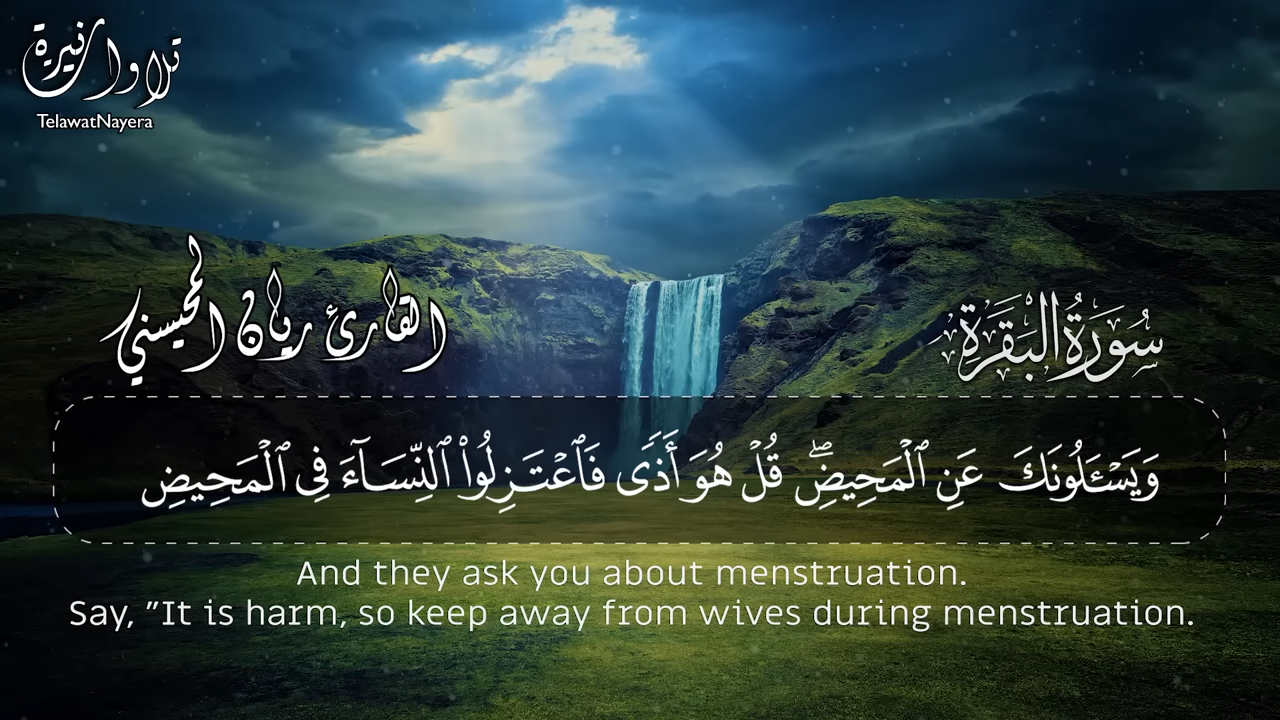 تلاوات نيرة
TelawatNayera
القارئ ريان المحيسني
سُورَةُ البَقَرَةِ
وَيَسْـَٔلُونَكَ عَنِ ٱلْمَحِيضِۖ قُلْ هُوَ أَذًى فَٱعْتَزِلُوا۟ ٱلنِّسَآءَ فِى ٱلْمَحِيضِ
And they ask you about menstruation.
Say, "It is harm, so keep away from wives during menstruation.